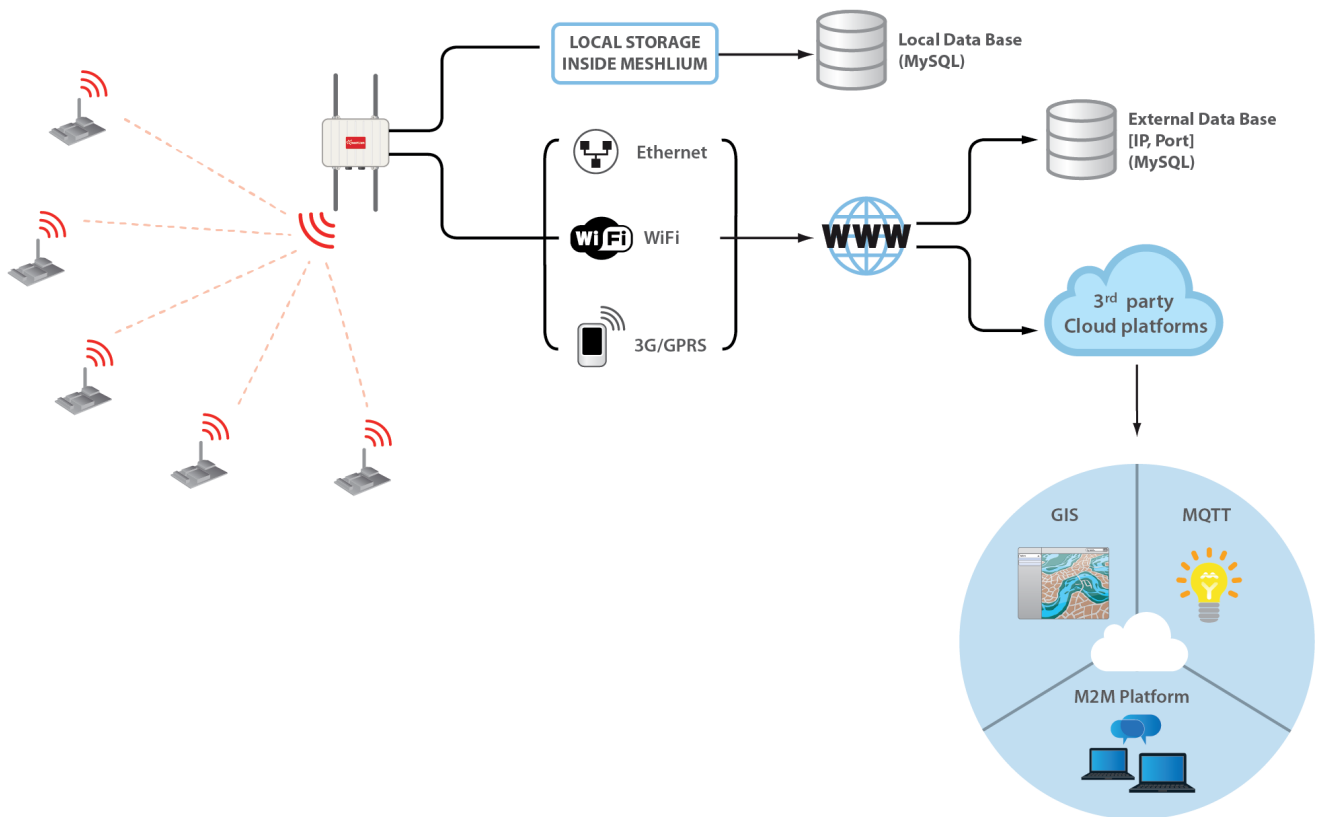 LOCAL STORAGE
INSIDE MESHLIUM
Local Data Base
(MySQL)
Ethernet
WiFi
WiFi
3G/GPRS
WWW
External Data Base
[IP, Port]
(MySQL)
3rd party
Cloud platforms
GIS
MQTT
M2M Platform